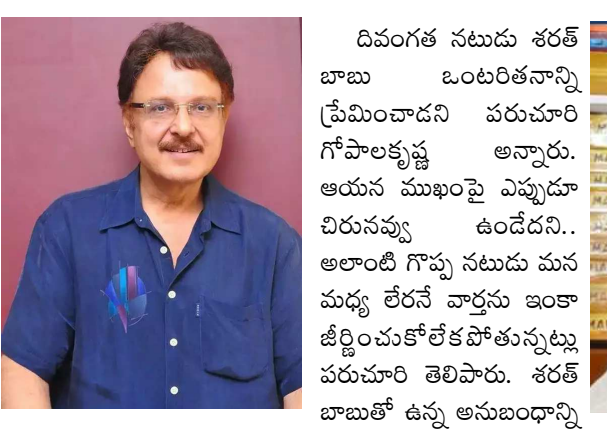 దివంగత నటుడు శరత్
బాబు ఒంటరితనాన్ని
ప్రేమించాడని పరుచూరి
గోపాలకృష్ణ అన్నారు.
ఆయన ముఖంపై ఎప్పుడూ
చిరునవ్వు ఉండేదని..
అలాంటి గొప్ప నటుడు మన
మధ్య లేరనే వార్తను ఇంకా
జీర్ణించుకోలేకపోతున్నట్లు
పరుచూరి తెలిపారు. శరత్
బాబుతో ఉన్న అనుబంధాన్ని